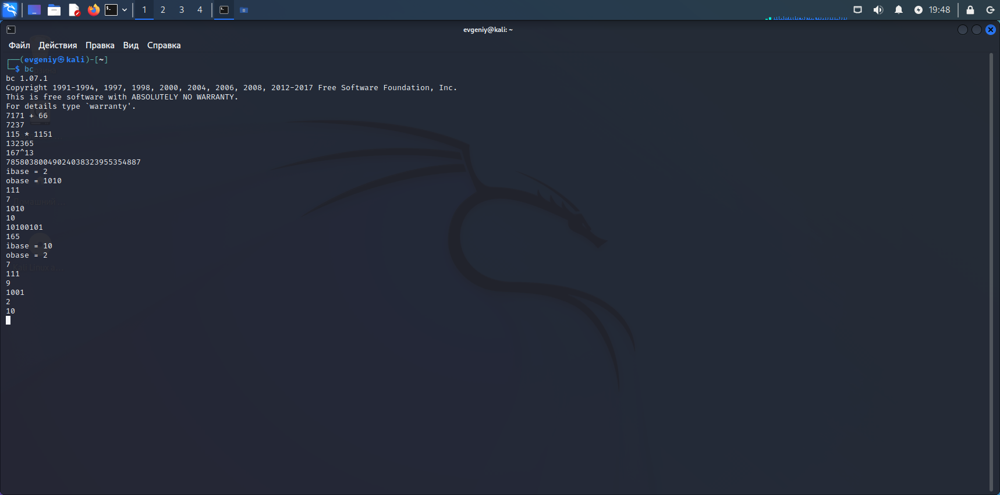 1 2 3 4 19:48
evgeniy@kali: ~
Файл Действия Правка Вид Справка
┌──(evgeniy㉿kali)-[~]
└─$ bc
bc 1.07.1
Copyright 1991-1994, 1997, 1998, 2000, 2004, 2006, 2008, 2012-2017 Free Software Foundation, Inc.
This is free software with ABSOLUTELY NO WARRANTY.
For details type `warranty'.
7171 + 66
7237
115 * 1151
132365
167^13
78580380049024038323955354887
ibase = 2
obase = 1010
111
7
1010
10
10100101
165
ibase = 10
obase = 2
7
111
9
1001
2
10